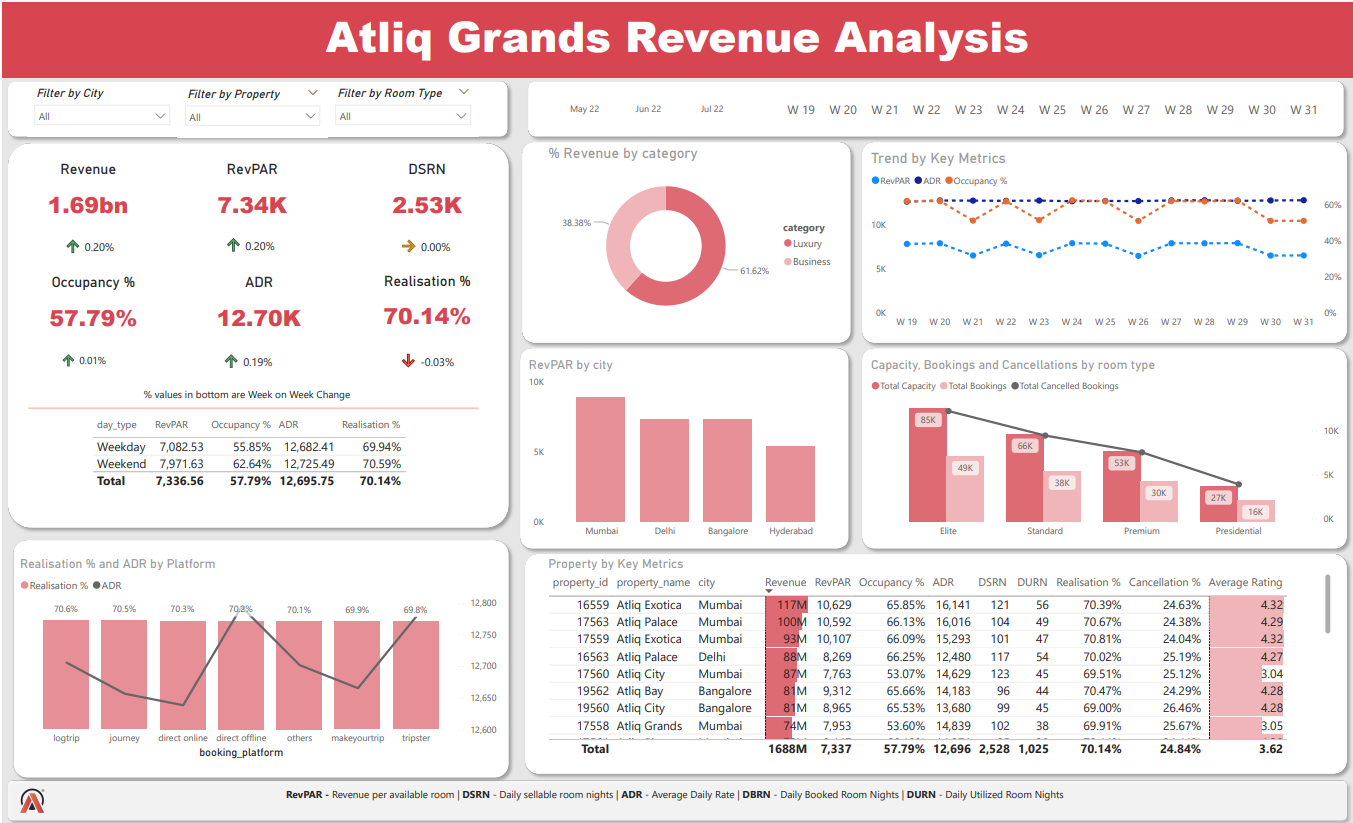 Atliq Grands Revenue Analysis
Filter by City
All
Filter by Property
All
Filter by Room Type
All
May 22 Jun 22 Jul 22
W 19 W 20 W 21 W 22 W 23 W 24 W 25 W 26 W 27 W 28 W 29 W 30 W 31
Revenue RevPAR DSRN
1.69bn 7.34K 2.53K
0.20% 0.20% 0.00%
Occupancy % ADR Realisation %
57.79% 12.70K 70.14%
0.01% 0.19% -0.03%
% values in bottom are Week on Week Change
day_type RevPAR Occupancy % ADR Realisation %
Weekday 7,082.53 55.85% 12,682.41 69.94%
Weekend 7,971.63 62.64% 12,725.49 70.59%
Total 7,336.56 57.79% 12,695.75 70.14%
% Revenue by category
38.38%
61.62%
category
Luxury
Business
Trend by Key Metrics
RevPAR ADR Occupancy %
10K
5K
0K
60%
40%
20%
0%
W 19 W 20 W 21 W 22 W 23 W 24 W 25 W 26 W 27 W 28 W 29 W 30 W 31
RevPAR by city
10K
5K
0K
Mumbai Delhi Bangalore Hyderabad
Capacity, Bookings and Cancellations by room type
Total Capacity Total Bookings Total Cancelled Bookings
85K 49K 66K 38K 53K 30K 27K 16K
10K
5K
0K
Elite Standard Premium Presidential
Realisation % and ADR by Platform
Realisation % ADR
70.6% 70.5% 70.3% 70.2% 70.1% 69.9% 69.8%
12,800
12,750
12,700
12,650
12,600
logtrip journey direct online direct offline others makeyourtrip tripster
booking_platform
Property by Key Metrics
property_id property_name city Revenue RevPAR Occupancy % ADR DSRN DURN Realisation % Cancellation % Average Rating
16559 Atliq Exotica Mumbai 117M 10,629 65.85% 16,141 121 56 70.39% 24.63% 4.32
17563 Atliq Palace Mumbai 100M 10,592 66.13% 16,016 104 49 70.67% 24.38% 4.29
17559 Atliq Exotica Mumbai 93M 10,107 66.09% 15,293 101 47 70.81% 24.04% 4.32
16563 Atliq Palace Delhi 88M 8,269 66.25% 12,480 117 54 70.02% 25.19% 4.27
17560 Atliq City Mumbai 87M 7,763 53.07% 14,629 123 45 69.51% 25.12% 3.04
19562 Atliq Bay Bangalore 81M 9,312 65.66% 14,183 96 44 70.47% 24.29% 4.28
19560 Atliq City Bangalore 81M 8,965 65.53% 13,680 99 45 69.00% 26.46% 4.28
17558 Atliq Grands Mumbai 74M 7,953 53.60% 14,839 102 38 69.91% 25.67% 3.05
Total 1688M 7,337 57.79% 12,696 2,528 1,025 70.14% 24.84% 3.62
RevPAR - Revenue per available room | DSRN - Daily sellable room nights | ADR - Average Daily Rate | DBRN - Daily Booked Room Nights | DURN - Daily Utilized Room Nights